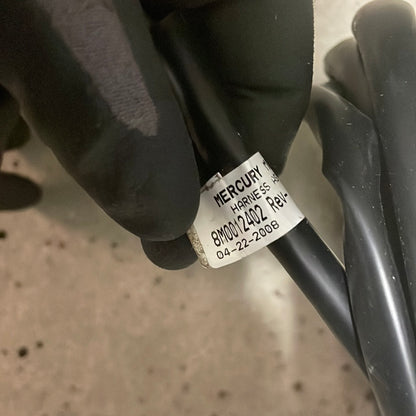 MERCURY
HARNESS
8M0012402 Rev-
04-22-2008